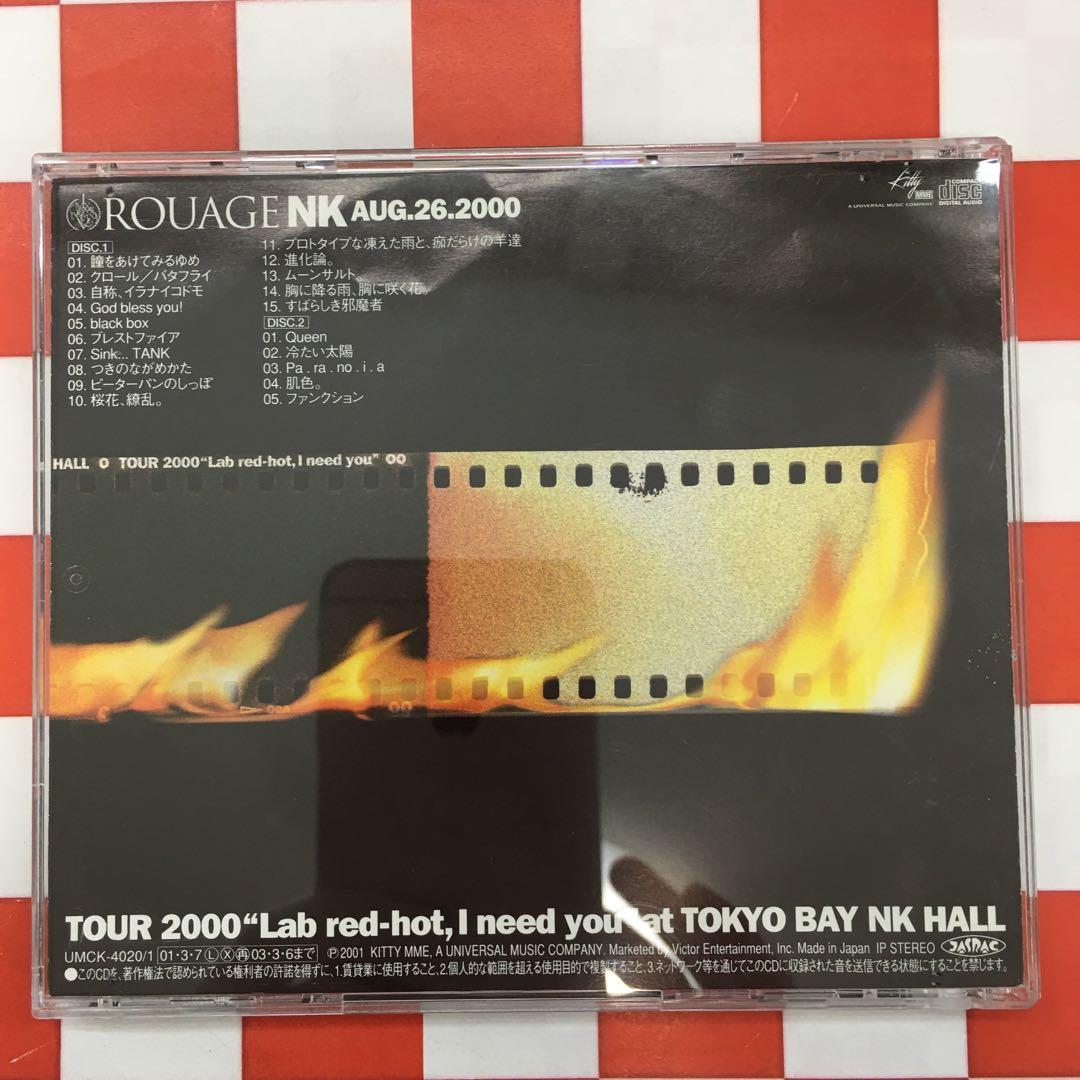 ROUAGE NK AUG.26.2000
Kitty MME
A UNIVERSAL MUSIC COMPANY
COMPACT disc DIGITAL AUDIO
DISC.1
01. 瞳をあけてみるゆめ
02. クロール／バタフライ
03. 自称、イラナイコドモ
04. God bless you!
05. black box
06. ブレストファイア
07. Sink... TANK
08. つきのながめかた
09. ピーターパンのしっぽ
10. 桜花、繚乱。
11. プロトタイプな凍えた雨と、痂だらけの羊達
12. 進化論。
13. ムーンサルト。
14. 胸に降る雨、胸に咲く花。
15. すばらしき邪魔者
DISC.2
01. Queen
02. 冷たい太陽
03. Pa . ra . no . i . a
04. 肌色。
05. ファンクション
HALL O TOUR 2000“Lab red-hot, I need you” OO
OOA OO
TOUR 2000“Lab red-hot, I need you”at TOKYO BAY NK HALL
UMCK-4020/1 01・3・7 Ⓛ Ⓧ 再 03・3・6まで ℗ 2001 KITTY MME, A UNIVERSAL MUSIC COMPANY. Marketed by Victor Entertainment, Inc. Made in Japan IP STEREO JASRAC
●このCDを、著作権法で認められている権利者の許諾を得ずに、1.賃貸業に使用すること、2.個人的な範囲を超える使用目的で複製すること、3.ネットワーク等を通じてこのCDに収録された音を送信できる状態にすることを禁じます。